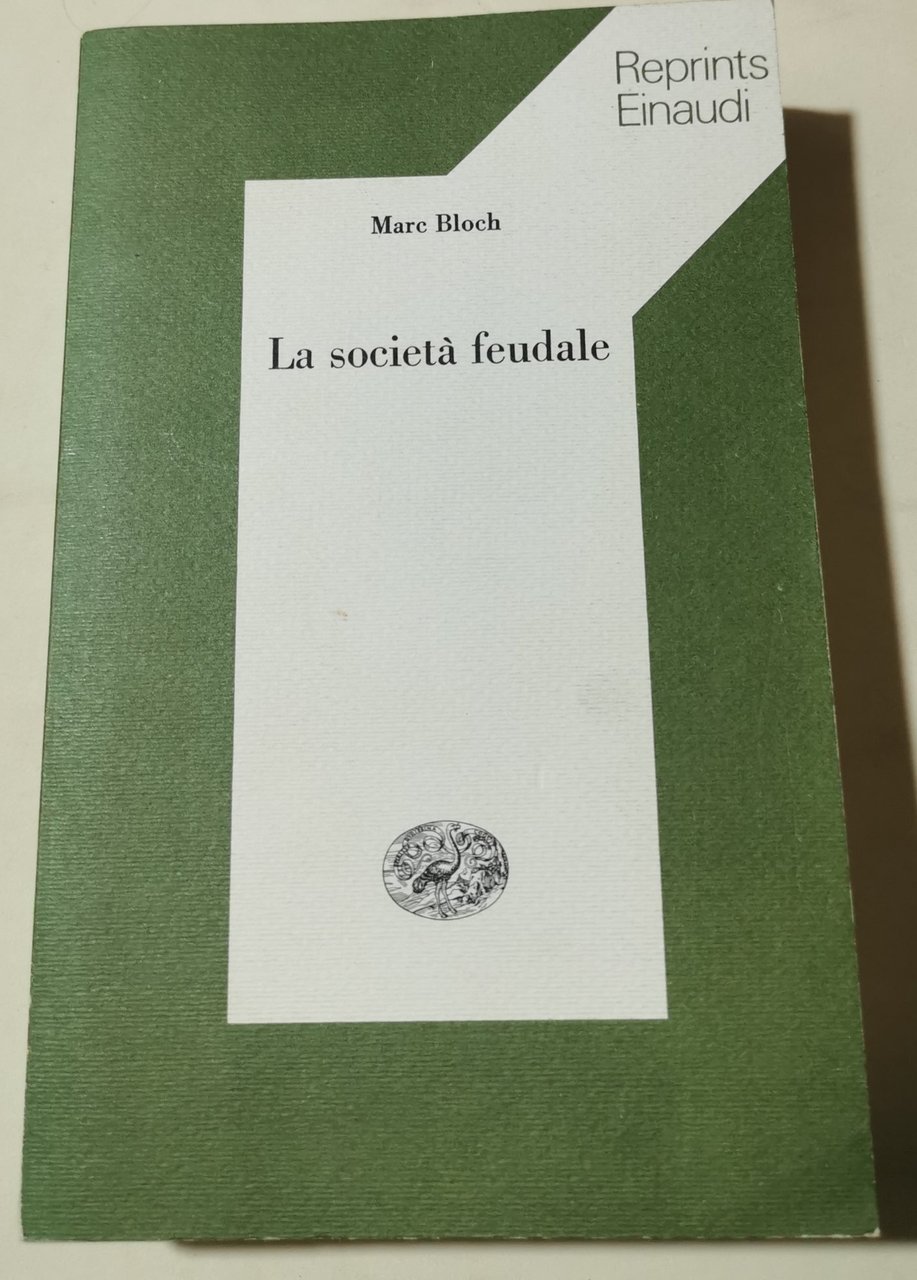 Reprints
Einaudi
Marc Bloch
La società feudale